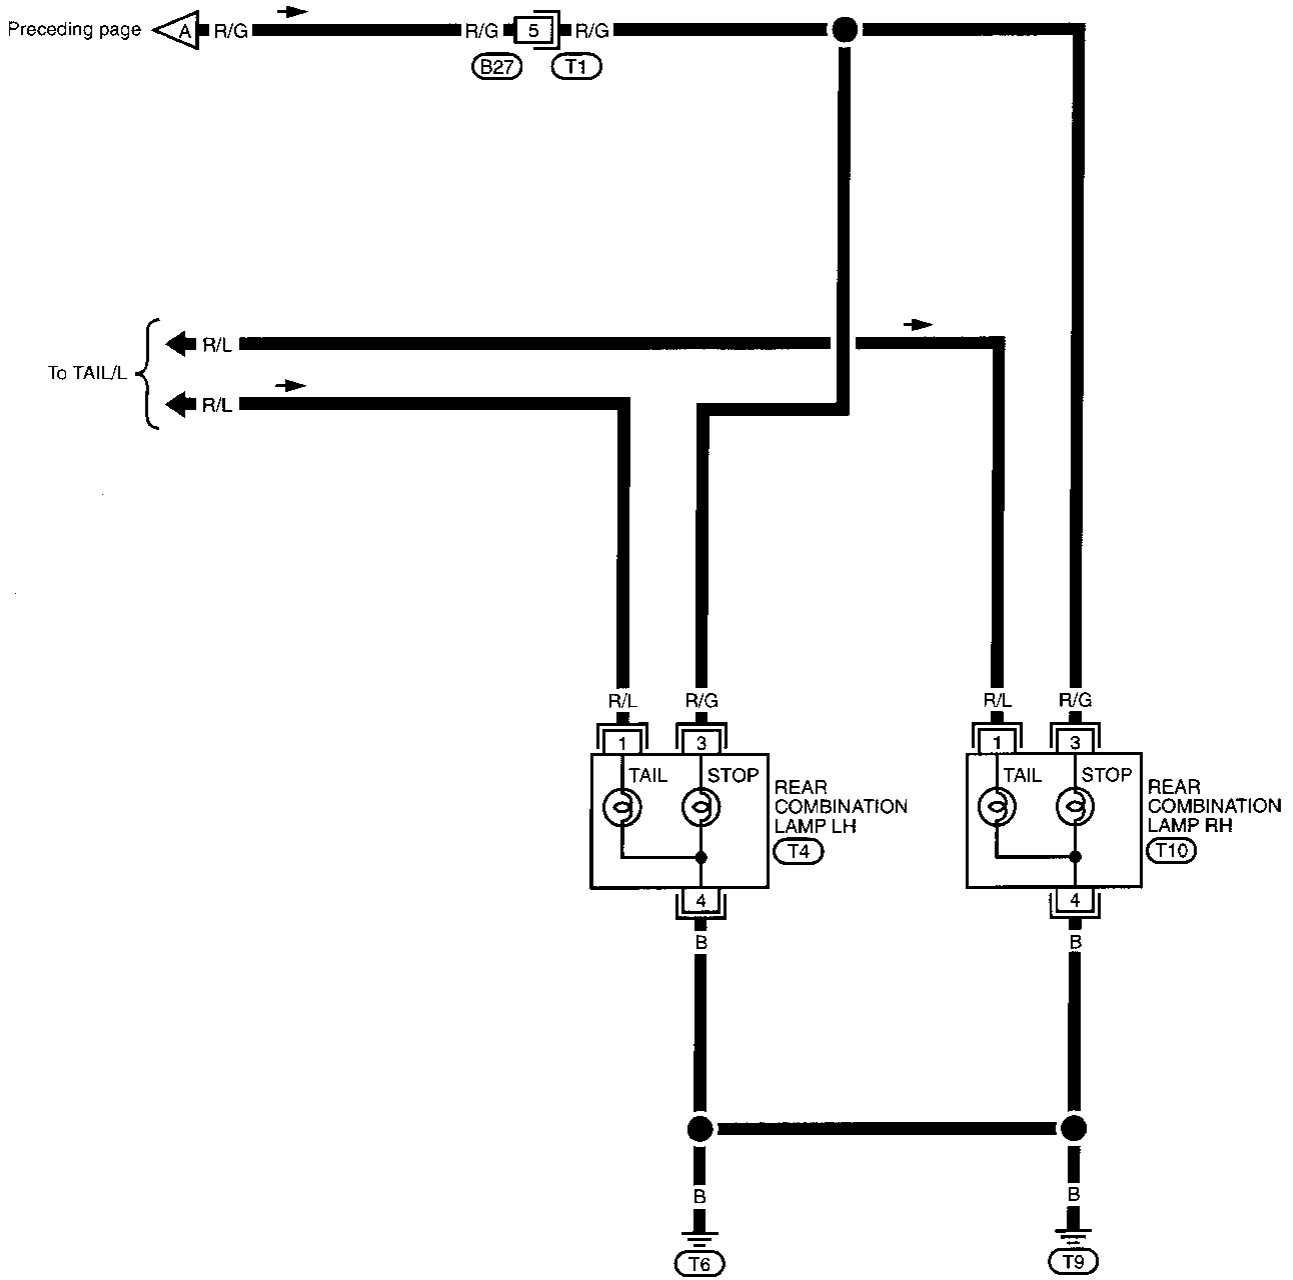 Preceding page A R/G R/G 5 R/G
B27 T1
R/L
To TAIL/L
R/L
R/L R/G R/L R/G
1 3 1 3
TAIL STOP TAIL STOP
REAR
COMBINATION
LAMP LH
T4
REAR
COMBINATION
LAMP RH
T10
4 4
B B
B B
T6 T9